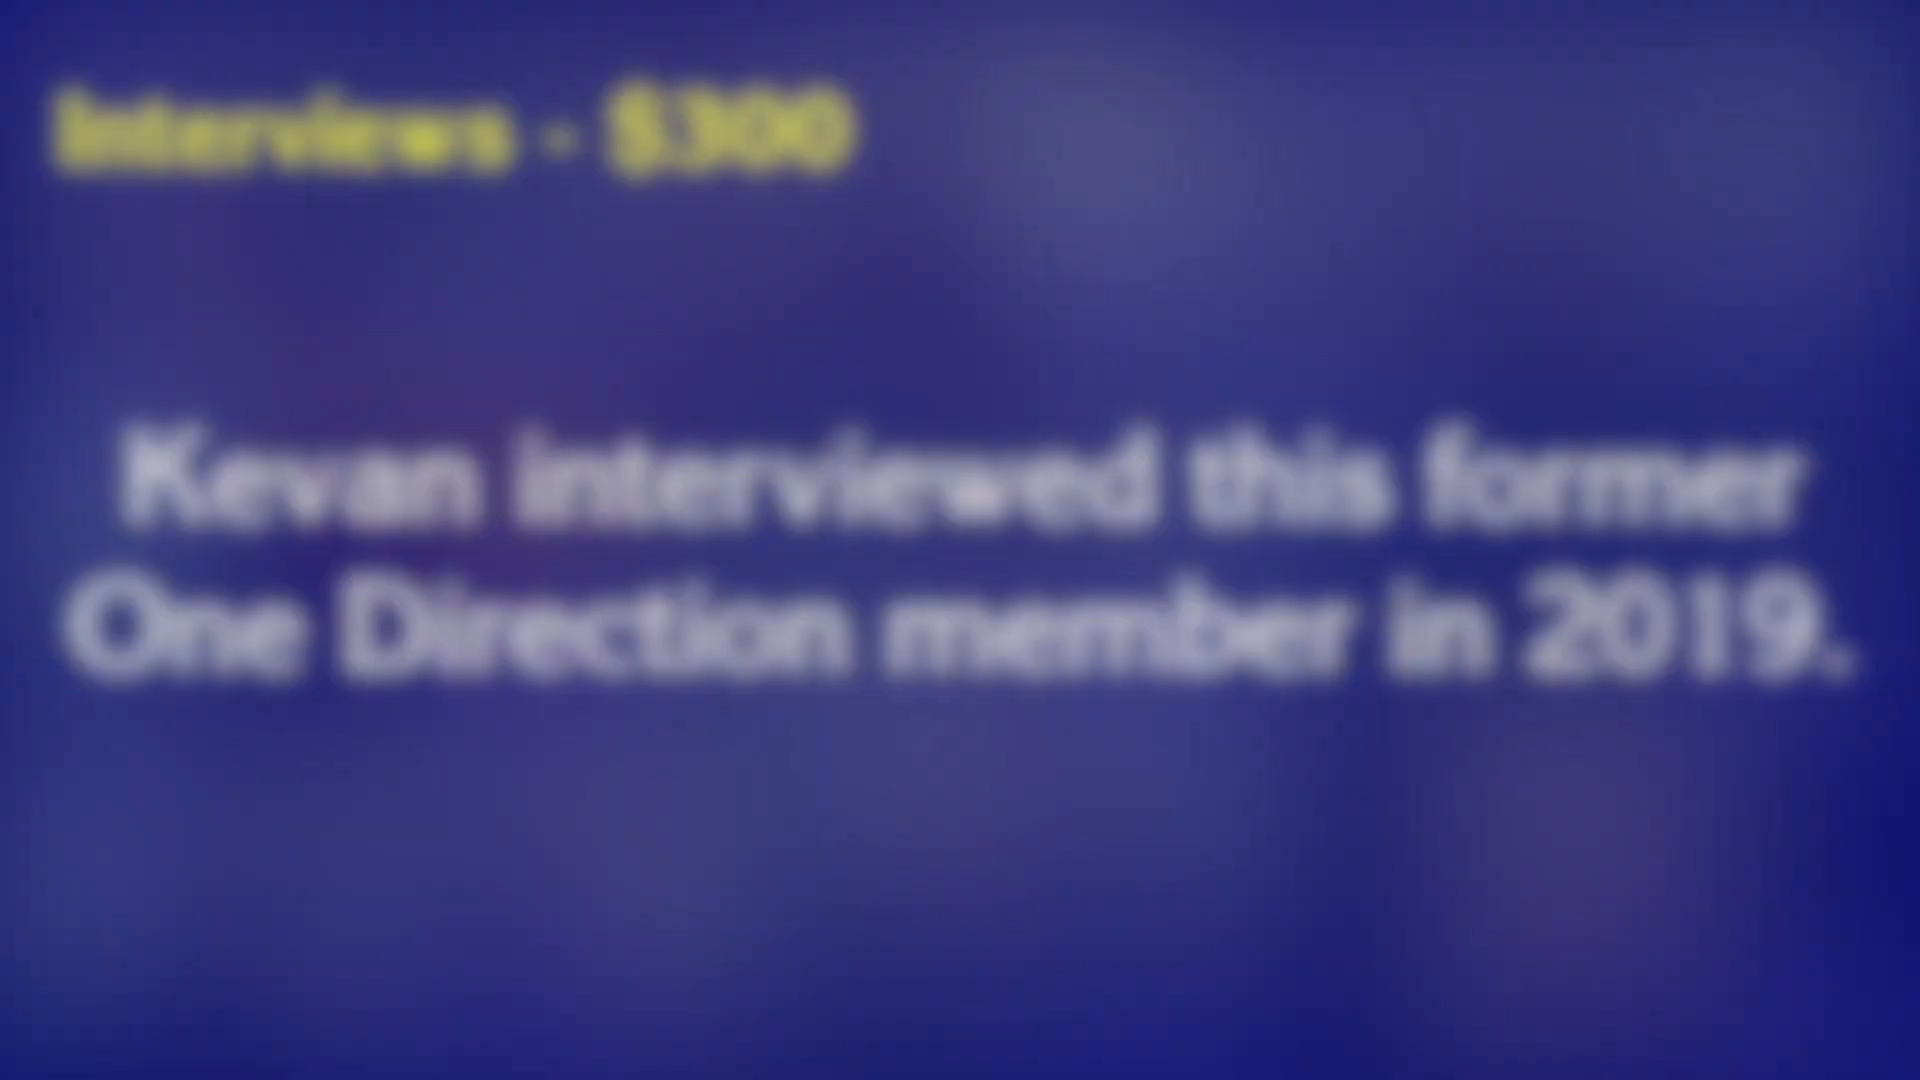 Interviews - $300
Kevan interviewed this former
One Direction member in 2019.